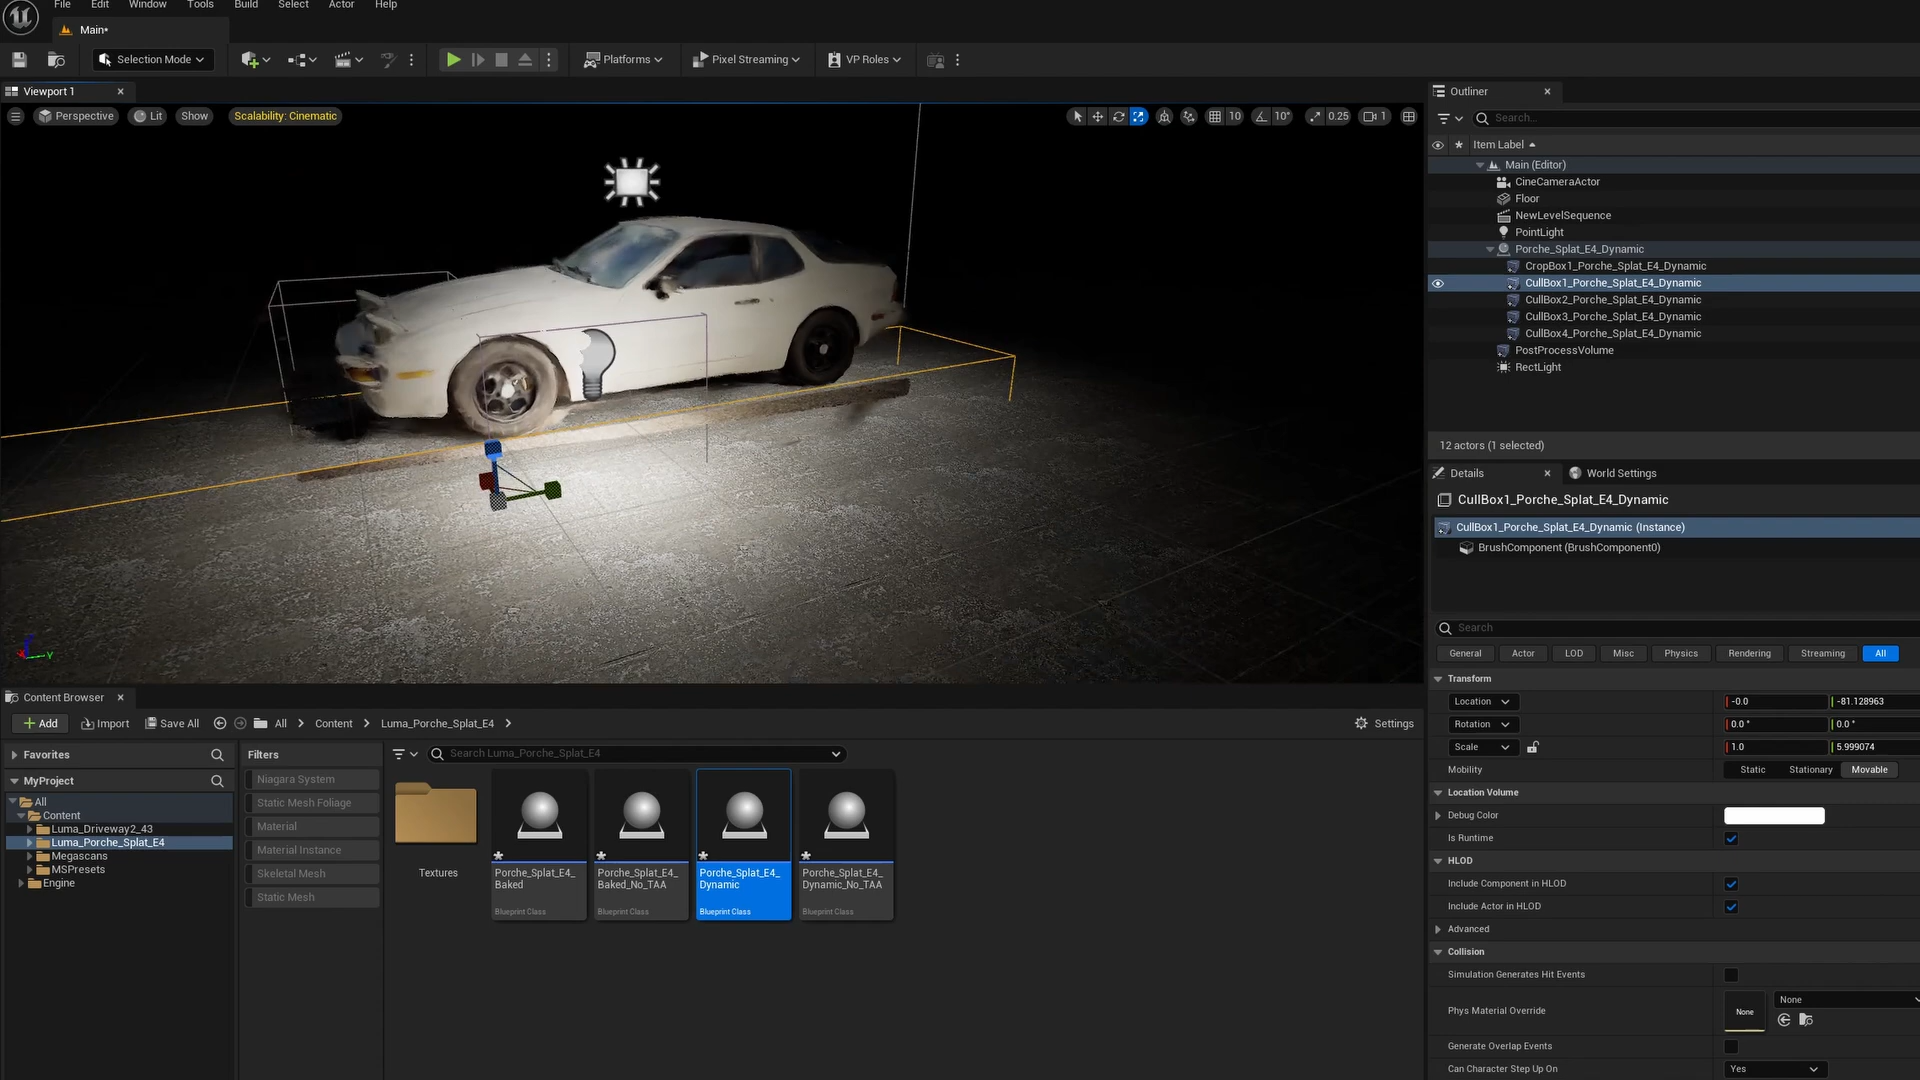 File Edit Window Tools Build Select Actor Help
Main*
Selection Mode Platforms Pixel Streaming VP Roles
Viewport 1
Perspective Lit Show Scalability: Cinematic 10 10° 0.25 1
Outliner
Search...
Item Label
Main (Editor)
CineCameraActor
Floor
NewLevelSequence
PointLight
Porche_Splat_E4_Dynamic
CropBox1_Porche_Splat_E4_Dynamic
CullBox1_Porche_Splat_E4_Dynamic
CullBox2_Porche_Splat_E4_Dynamic
CullBox3_Porche_Splat_E4_Dynamic
CullBox4_Porche_Splat_E4_Dynamic
PostProcessVolume
RectLight
12 actors (1 selected)
Details World Settings
CullBox1_Porche_Splat_E4_Dynamic
CullBox1_Porche_Splat_E4_Dynamic (Instance)
BrushComponent (BrushComponent0)
Search
General Actor LOD Misc Physics Rendering Streaming All
Transform
Location -0.0 -81.128963
Rotation 0.0 ° 0.0 °
Scale 1.0 5.999074
Mobility Static Stationary Movable
Location Volume
Debug Color
Is Runtime
HLOD
Include Component in HLOD
Include Actor in HLOD
Advanced
Collision
Simulation Generates Hit Events
Phys Material Override None None
Generate Overlap Events
Can Character Step Up On Yes
X Y
Content Browser
Add Import Save All All Content Luma_Porche_Splat_E4 Settings
Favorites
MyProject
All
Content
Luma_Driveway2_43
Luma_Porche_Splat_E4
Megascans
MSPresets
Engine
Filters
Niagara System
Static Mesh Foliage
Material
Material Instance
Skeletal Mesh
Static Mesh
Search Luma_Porche_Splat_E4
Textures
Porche_Splat_E4_
Baked
Blueprint Class
Porche_Splat_E4_
Baked_No_TAA
Blueprint Class
Porche_Splat_E4_
Dynamic
Blueprint Class
Porche_Splat_E4_
Dynamic_No_TAA
Blueprint Class